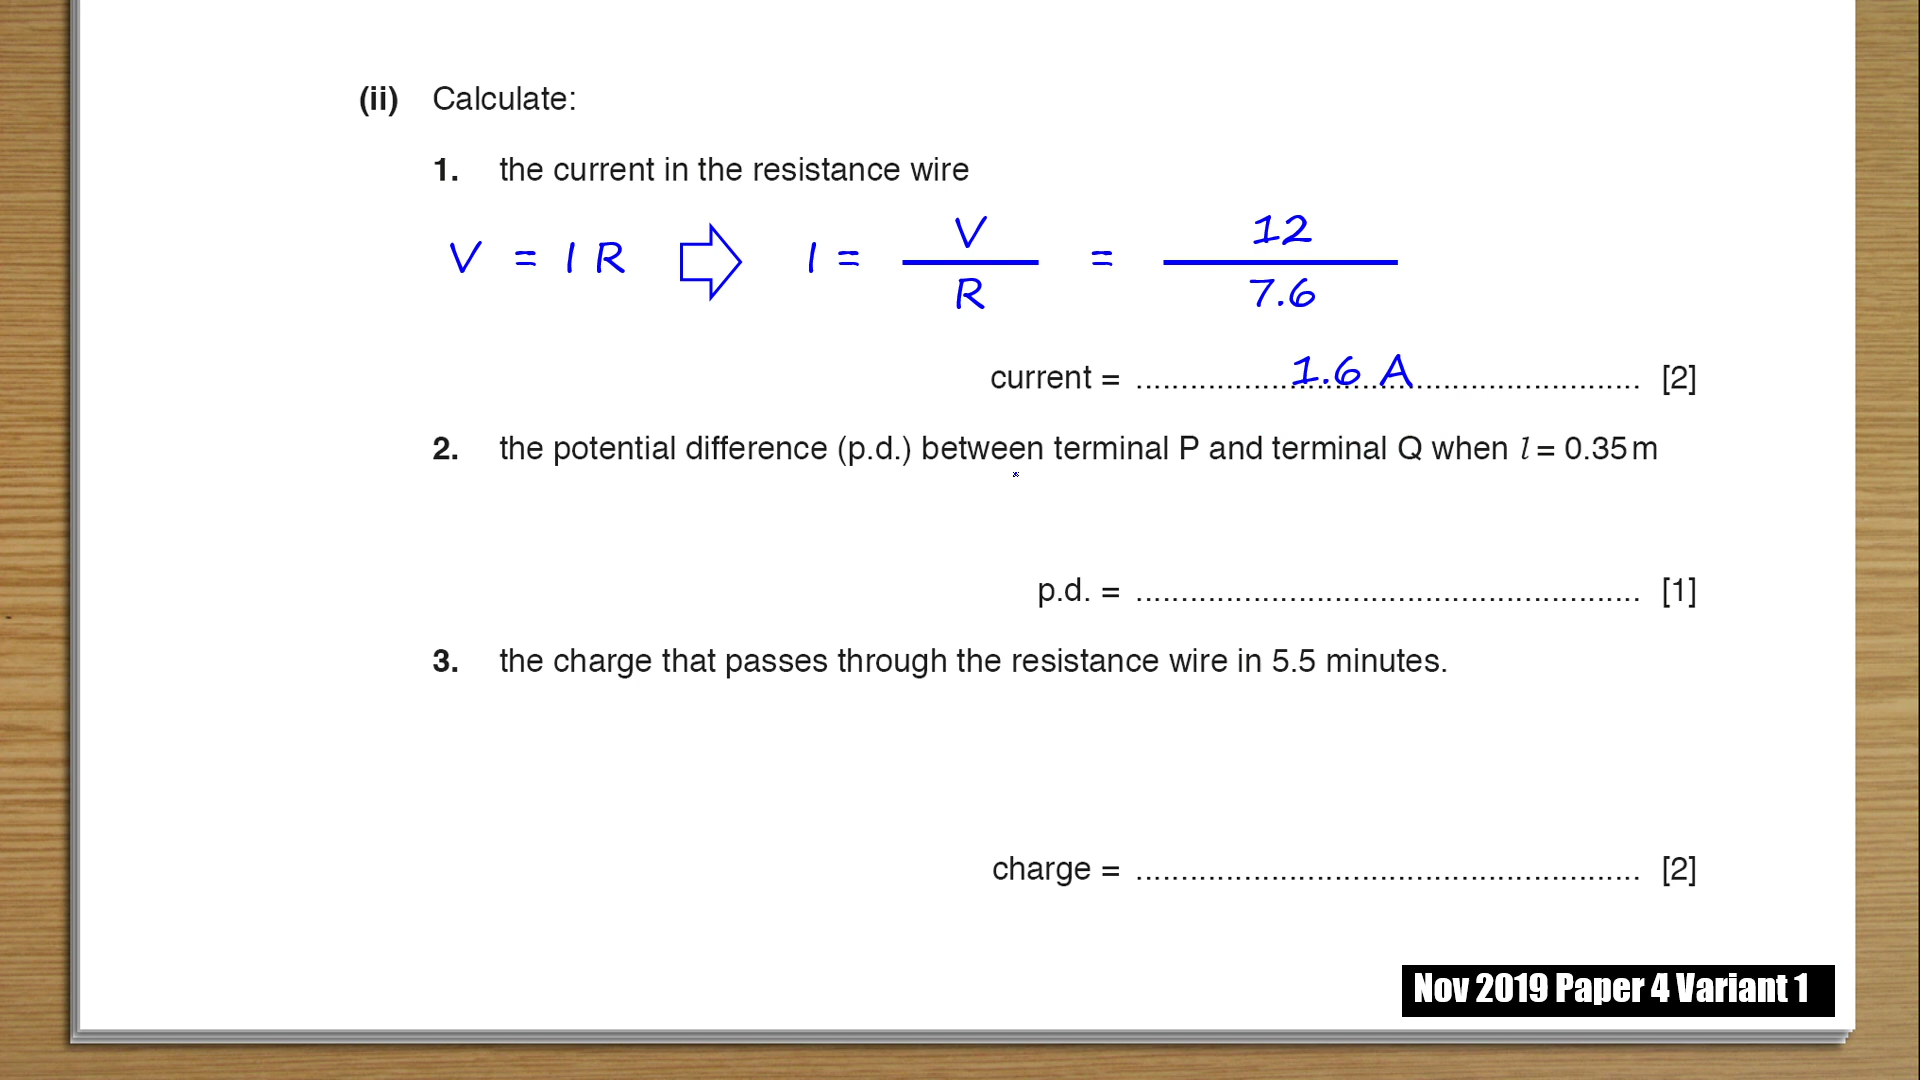 (ii) Calculate:
1. the current in the resistance wire
V = I R ⇨ I = V / R = 12 / 7.6
current = ........................................................ [2]
1.6 A
2. the potential difference (p.d.) between terminal P and terminal Q when l = 0.35 m
p.d. = ........................................................ [1]
3. the charge that passes through the resistance wire in 5.5 minutes.
charge = ........................................................ [2]
Nov 2019 Paper 4 Variant 1